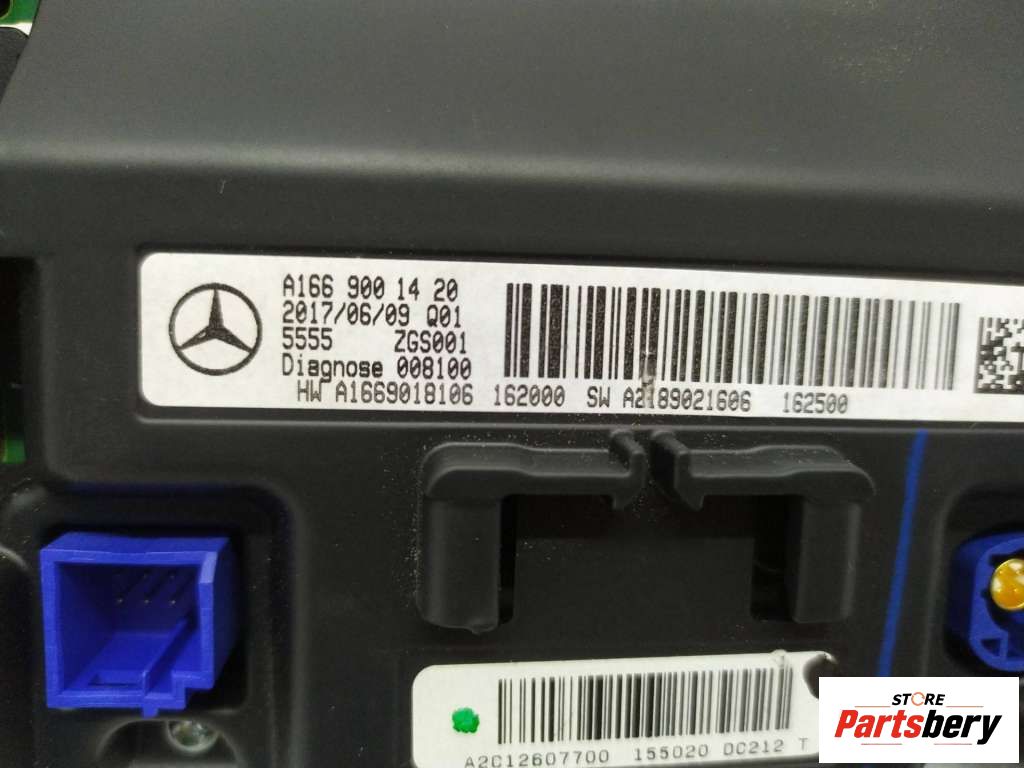 A166 900 14 20
2017/06/09 Q01
5555 ZGS001
Diagnose 008100
HW A1669018106 162000 SW A2189021606 162500
A2C12607700 155020 DC212 T
STORE
Partsbery